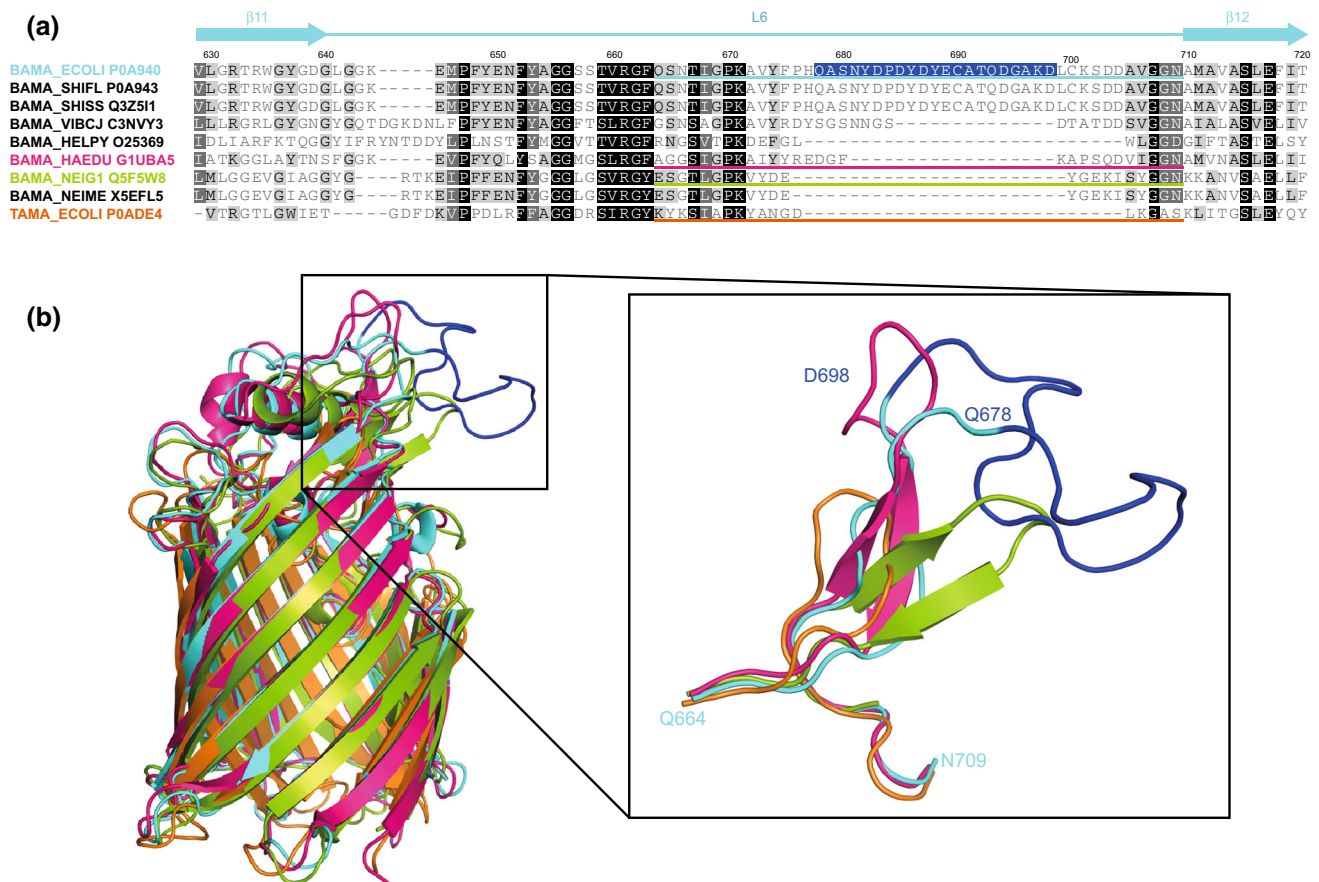 (a)
β11 L6 β12
630 640 650 660 670 680 690 700 710 720
BAMA_ECOLI P0A940 VLGRTRWGYGDGLGGK-----EMPFYENFYAGGSSTVRGFQSNTIGPKAVYFPHQASNYDPDYDYECATQDGAKDLCKSDDAVGGNAMAVASLEFIT
BAMA_SHIFL P0A943 VLGRTRWGYGDGLGGK-----EMPFYENFYAGGSSTVRGFQSNTIGPKAVYFPHQASNYDPDYDYECATQDGAKDLCKSDDAVGGNAMAVASLEFIT
BAMA_SHISS Q3Z5I1 VLGRTRWGYGDGLGGK-----EMPFYENFYAGGSSTVRGFQSNTIGPKAVYFPHQASNYDPDYDYECATQDGAKDLCKSDDAVGGNAMAVASLEFIT
BAMA_VIBCJ C3NVY3 LLLRGRLGYGNGYGQTDGKDNLFPFYENFYAGGFTSLRGFGSNSAGPKAVYRDYSGSNNGS--------------DTATDDSVGGNAIALASVELIV
BAMA_HELPY O25369 IDLIARFKTQGGYGNTTNTDDYLPLNSTFYMGGVTTVRGFRNGSVTPKDEFGL----------------------------WLGGDGIFTASTELSY
BAMA_HAEDU G1UBA5 IATKGGLAYTNSFGGK-----EVPFYQLYSAGGMGSLRGFAGGSIGPKAIYYREDGF------------------KAPSQDVIGGNAMVNASLELII
BAMA_NEIG1 Q5F5W8 LMLGGEVGIAGGYG----RTKEIPFFENFYGGGLGSVRGYESGTLGPKVYDE------------------------YGEKISYGGNKKANVSAELLF
BAMA_NEIME X5EFL5 LMLGGEVGIAGGYG----RTKEIPFFENFYGGGLGSVRGYESGTLGPKVYDE------------------------YGEKISYGGNKKANVSAELLF
TAMA_ECOLI P0ADE4 -VTRGTLGWIET-----GDFDKVPPDLRFFAGGDRSIRGYKYKSIAPKYANGD----------------------------LKGASKLITGSLEYQY
(b)
D698
Q678
Q664
N709